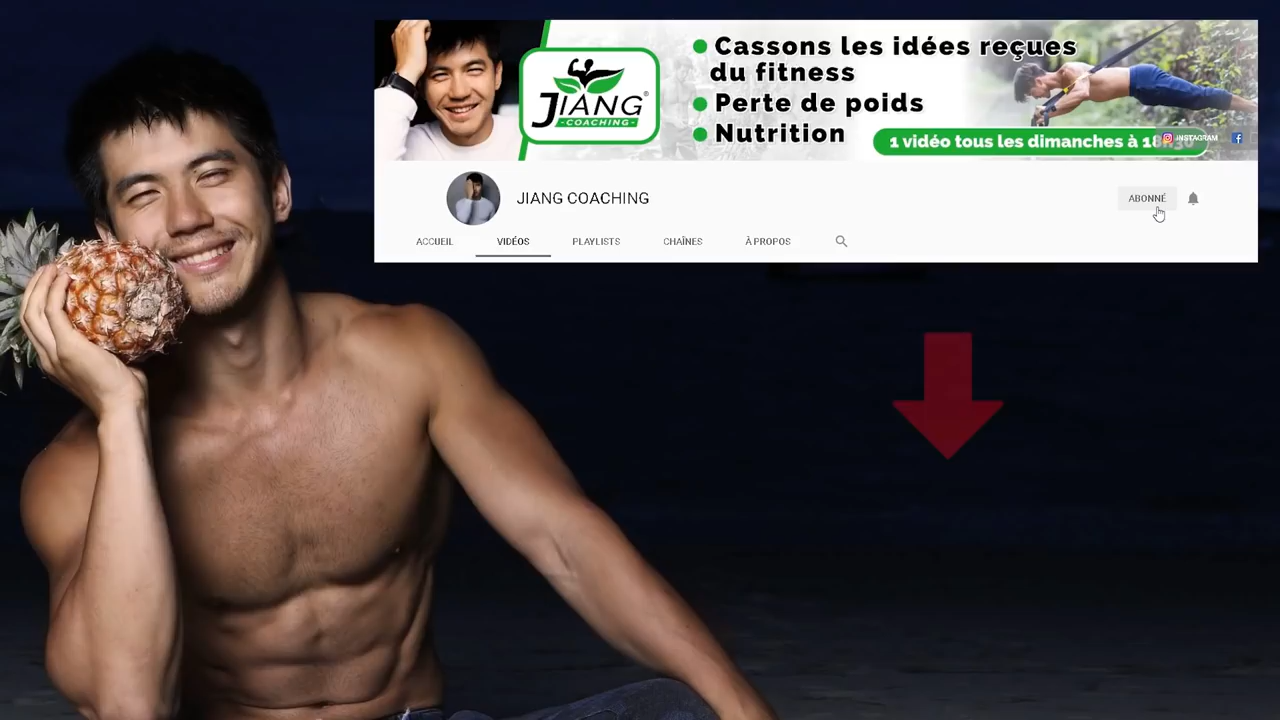 Cassons les idées reçues
du fitness
Perte de poids
Nutrition
1 vidéo tous les dimanches à
INSTAGRAM
JIANG®
-COACHING-
JIANG COACHING
ABONNÉ
ACCUEIL VIDÉOS PLAYLISTS CHAÎNES À PROPOS